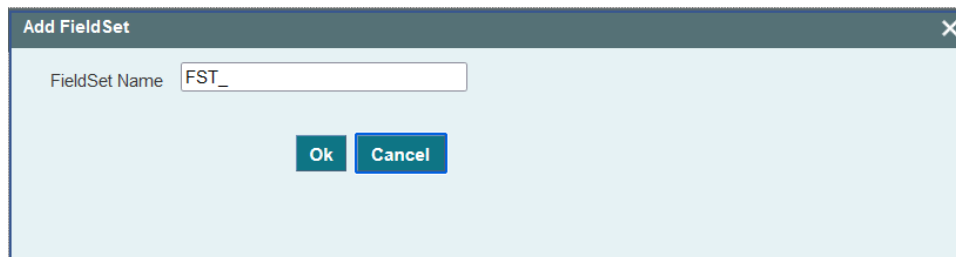 Add FieldSet
FieldSet Name FST_
Ok Cancel